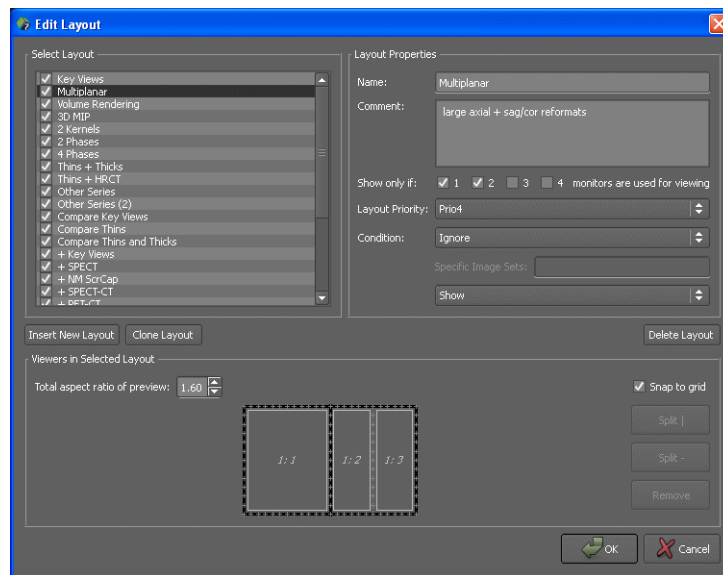 Edit Layout
Select Layout
Key Views
Multiplanar
Volume Rendering
3D MIP
2 Kernels
2 Phases
4 Phases
Thins + Thicks
Thins + HRCT
Other Series
Other Series (2)
Compare Key Views
Compare Thins
Compare Thins and Thicks
+ Key Views
+ SPECT
+ NM ScrCap
+ SPECT-CT
+ PET-CT
Insert New Layout Clone Layout
Layout Properties
Name: Multiplanar
Comment: large axial + sag/cor reformats
Show only if: 1 2 3 4 monitors are used for viewing
Layout Priority: Prio4
Condition: Ignore
Specific Image Sets:
Show
Delete Layout
Viewers in Selected Layout
Total aspect ratio of preview: 1.60
Snap to grid
1: 1 1: 2 1: 3
Split |
Split -
Remove
OK Cancel